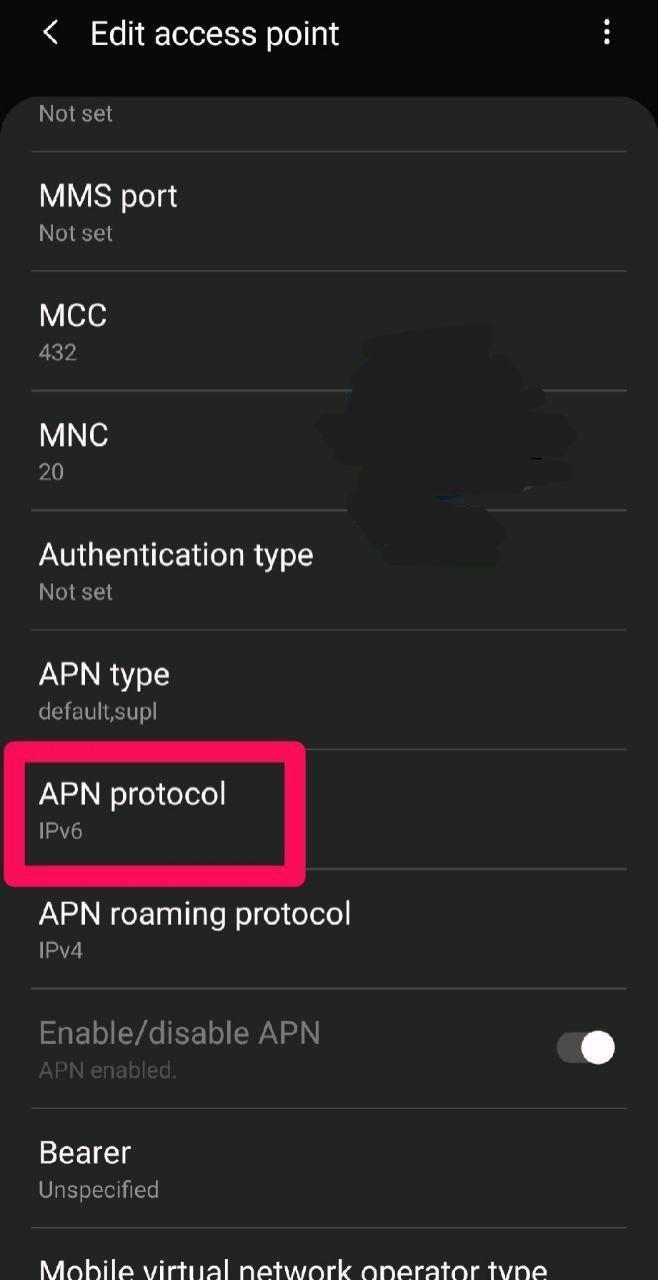 Edit access point
Not set
MMS port
Not set
MCC
432
MNC
20
Authentication type
Not set
APN type
default,supl
APN protocol
IPv6
APN roaming protocol
IPv4
Enable/disable APN
APN enabled.
Bearer
Unspecified
Mobile virtual network operator type